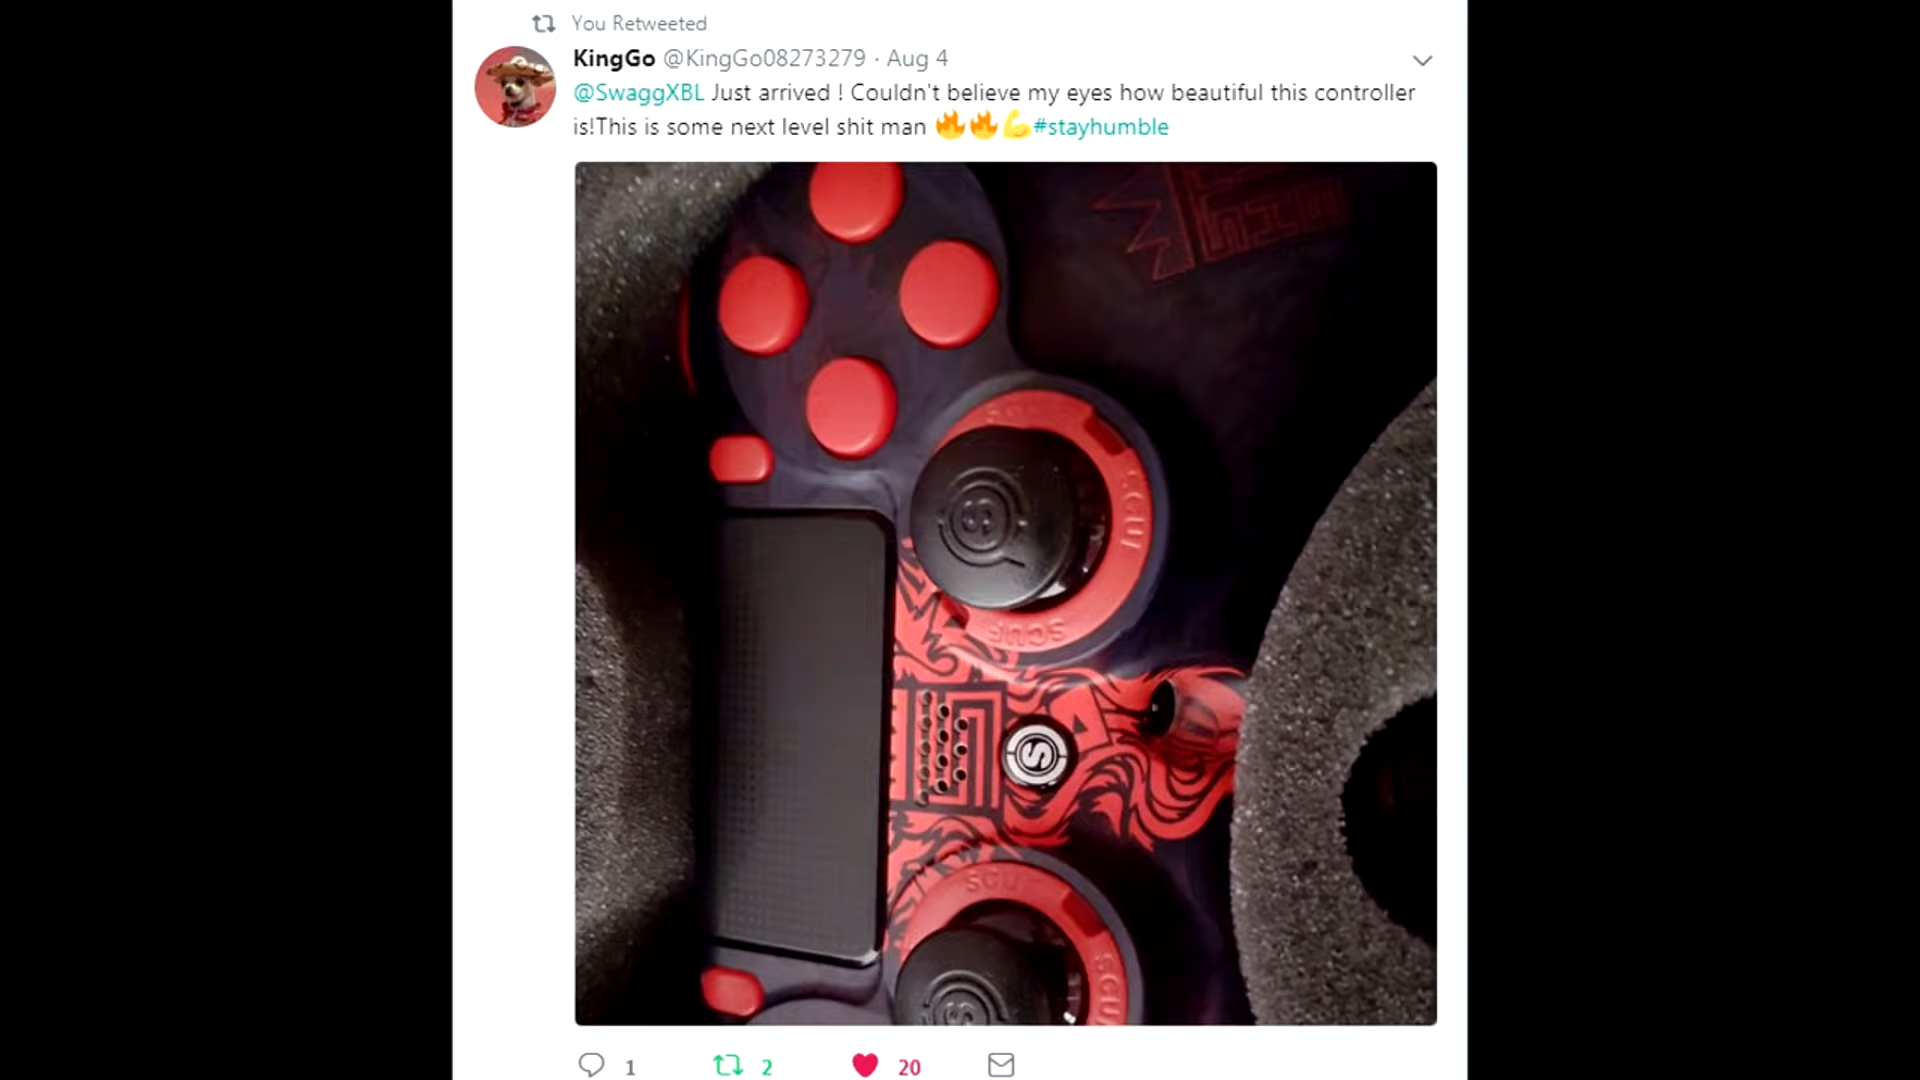 You Retweeted
KingGo @KingGo08273279 · Aug 4
@SwaggXBL Just arrived ! Couldn't believe my eyes how beautiful this controller
is!This is some next level shit man 🔥🔥💪#stayhumble
SCUF
SCUF
S
1 2 20